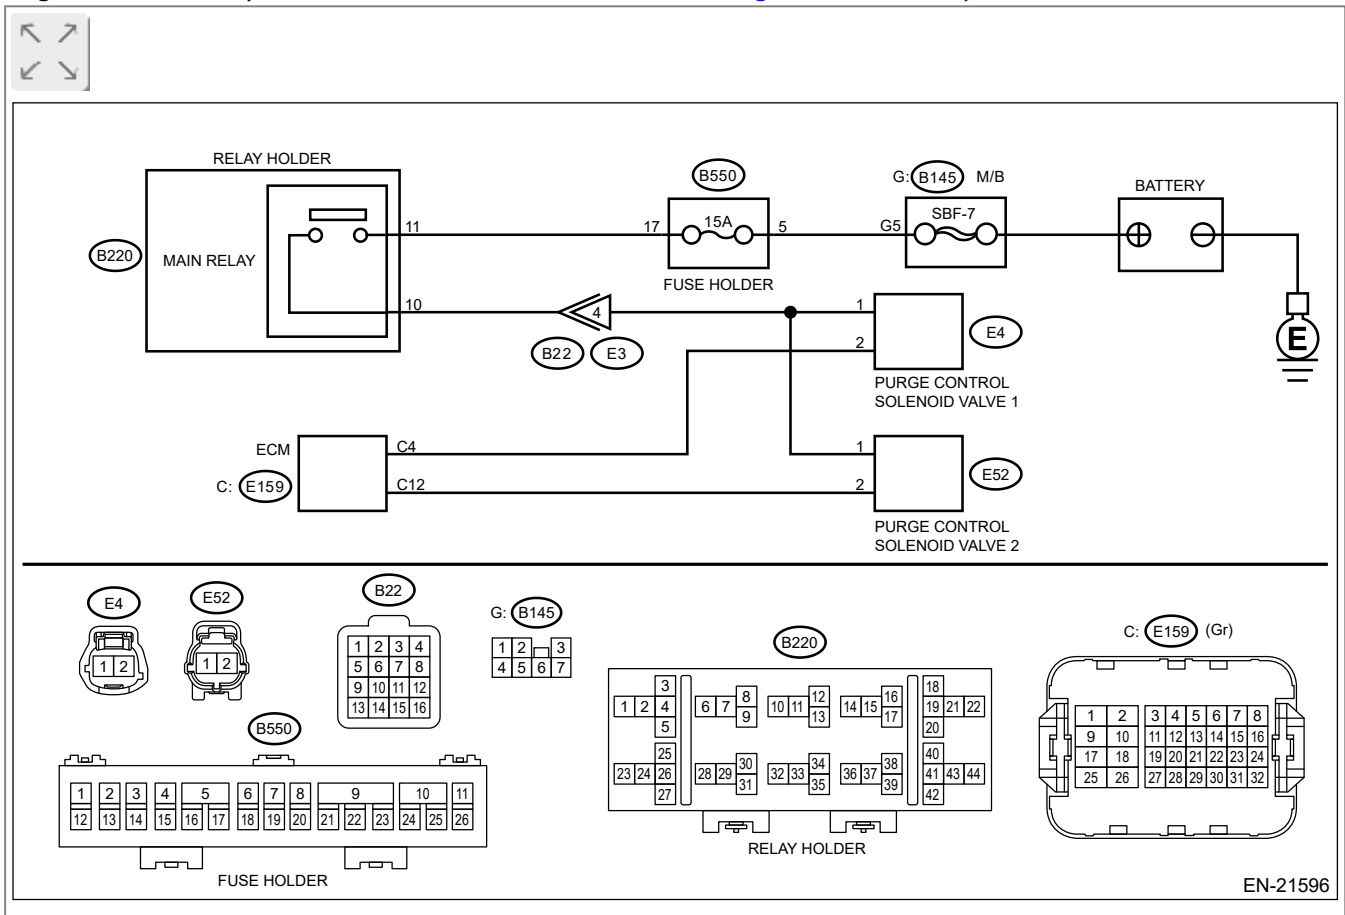 RELAY HOLDER
B550
G: B145 M/B
BATTERY
11
17
15A
5
G5
SBF-7
B220
MAIN RELAY
FUSE HOLDER
10
4
1
B22
E3
2
E4
E
PURGE CONTROL
SOLENOID VALVE 1
ECM
C4
1
C: E159
C12
2
E52
PURGE CONTROL
SOLENOID VALVE 2
E4
1 2
E52
1 2
B22
1 2 3 4
5 6 7 8
9 10 11 12
13 14 15 16
G: B145
1 2 3
4 5 6 7
B220
3 8 12 16 18
1 2 4 6 7 10 11 14 15 19 21 22
5 9 13 17 20
25 30 34 38 40
23 24 26 28 29 32 33 36 37 41 43 44
27 31 35 39 42
RELAY HOLDER
C: E159 (Gr)
1 2 3 4 5 6 7 8
9 10 11 12 13 14 15 16
17 18 19 20 21 22 23 24
25 26 27 28 29 30 31 32
B550
1 2 3 4 5 6 7 8 9 10 11
12 13 14 15 16 17 18 19 20 21 22 23 24 25 26
FUSE HOLDER
EN-21596